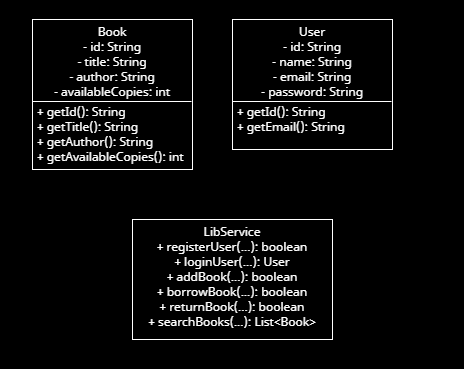 Book
- id: String
- title: String
- author: String
- availableCopies: int
+ getId(): String
+ getTitle(): String
+ getAuthor(): String
+ getAvailableCopies(): int
User
- id: String
- name: String
- email: String
- password: String
+ getId(): String
+ getEmail(): String
LibService
+ registerUser(...): boolean
+ loginUser(...): User
+ addBook(...): boolean
+ borrowBook(...): boolean
+ returnBook(...): boolean
+ searchBooks(...): List<Book>